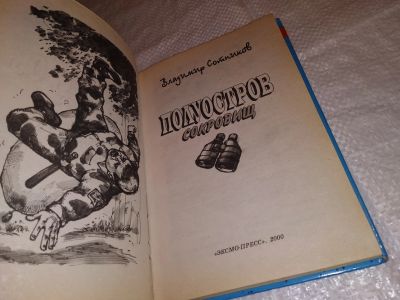 Владимир Сотников
ПОЛУОСТРОВ
СОКРОВИЩ
«ЭКСМО-ПРЕСС», 2000